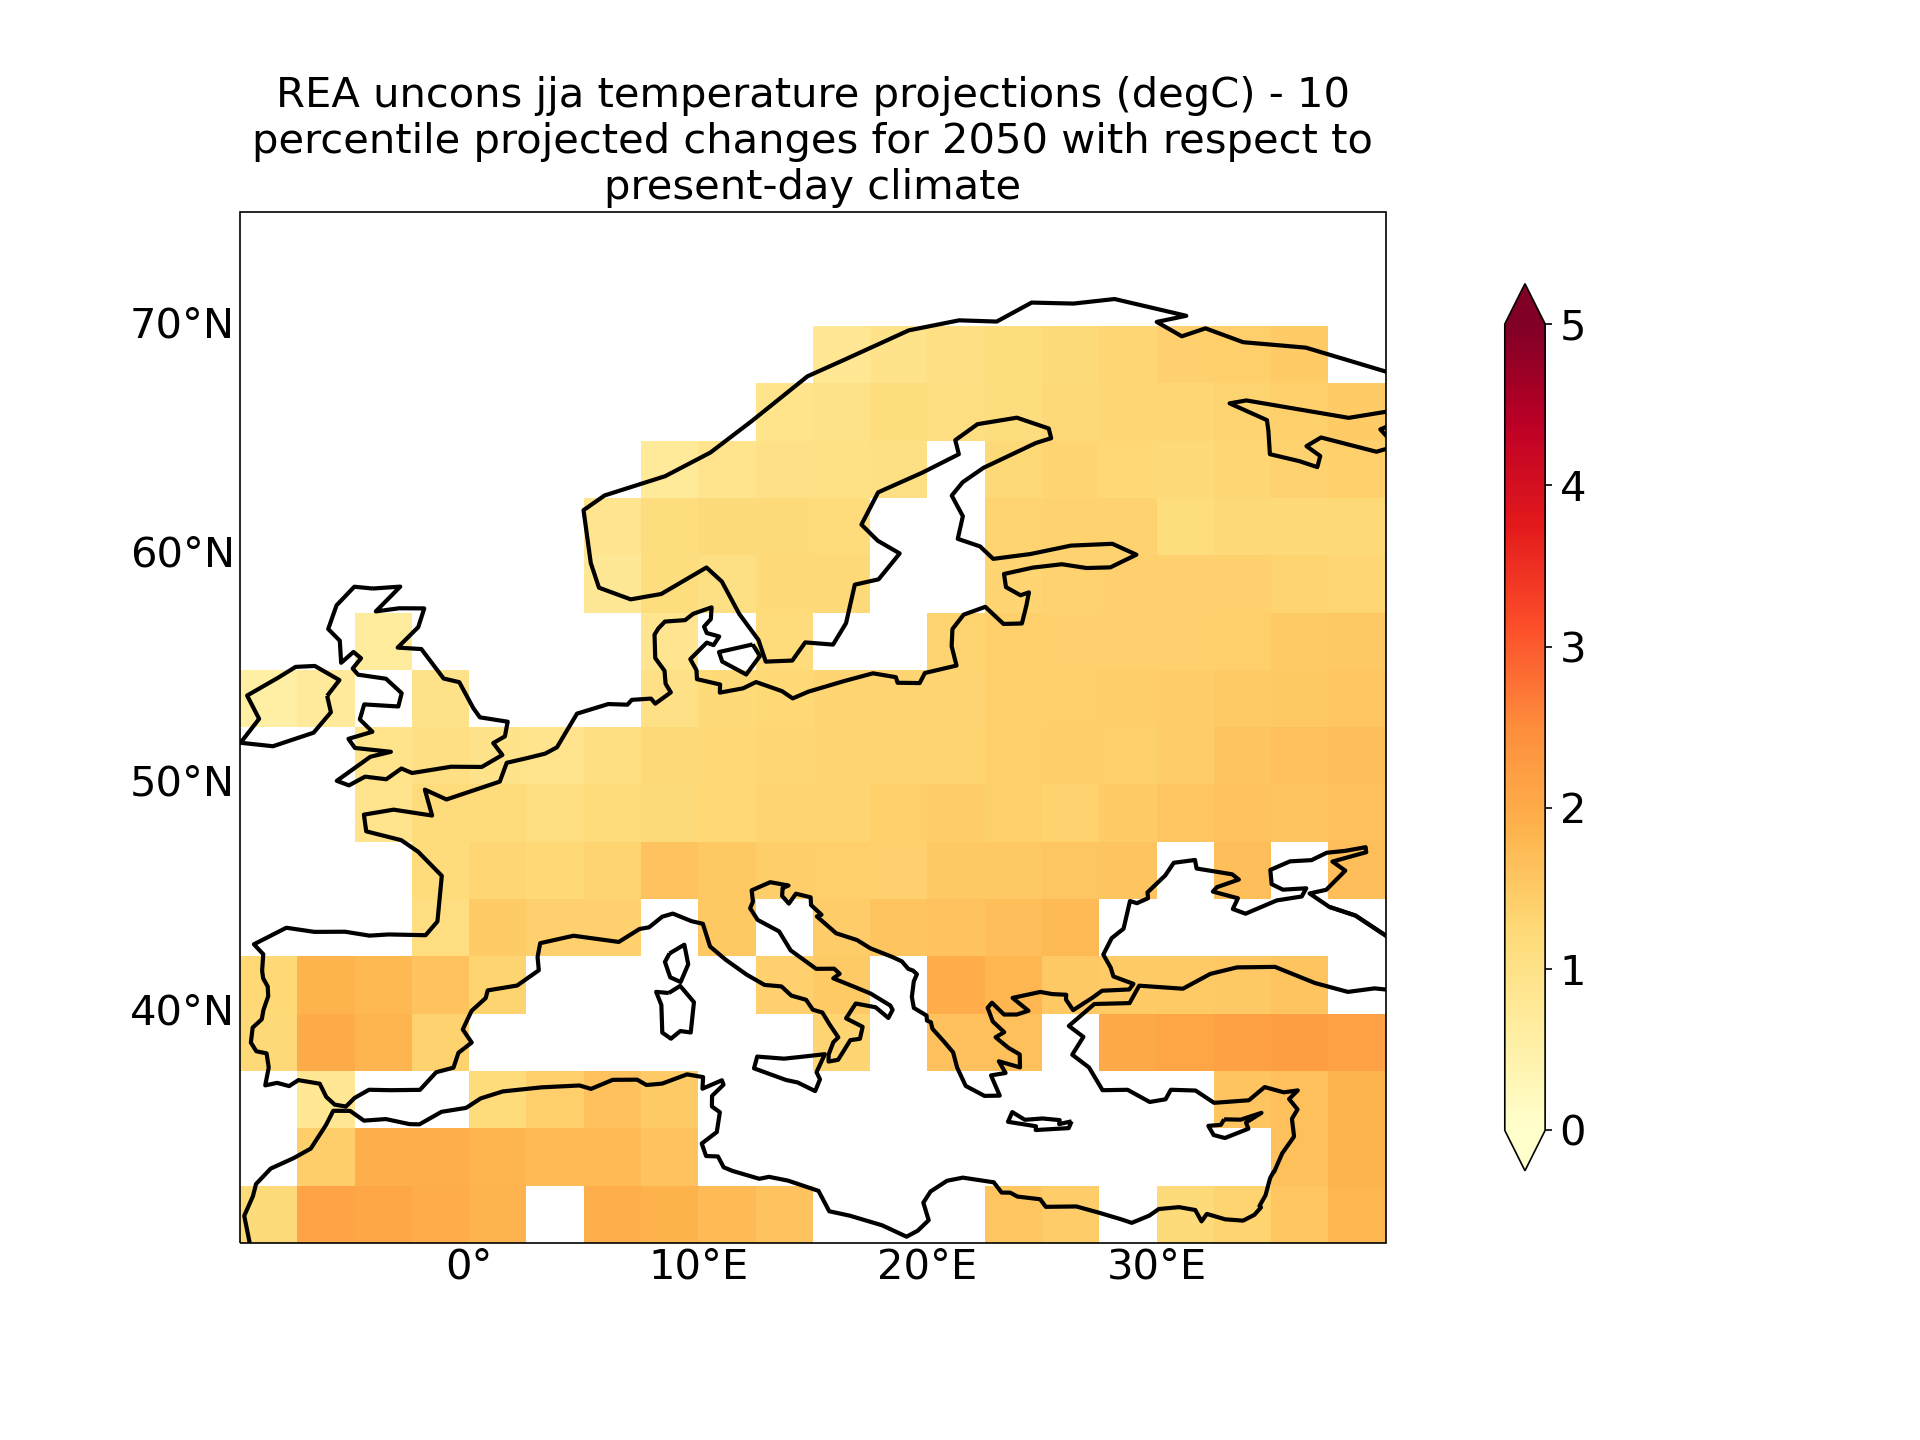 REA uncons jja temperature projections (degC) - 10
percentile projected changes for 2050 with respect to
present-day climate
70°N
60°N
50°N
40°N
0°
10°E
20°E
30°E
5
4
3
2
1
0